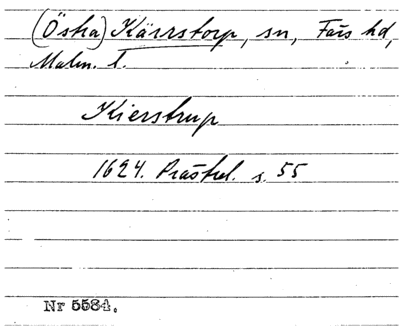 (Östra) Kärrstorp, sn, Färs hd,
Malm. l.
Kierstrup
1624. Prästrel. s. 55
Nr 5584.